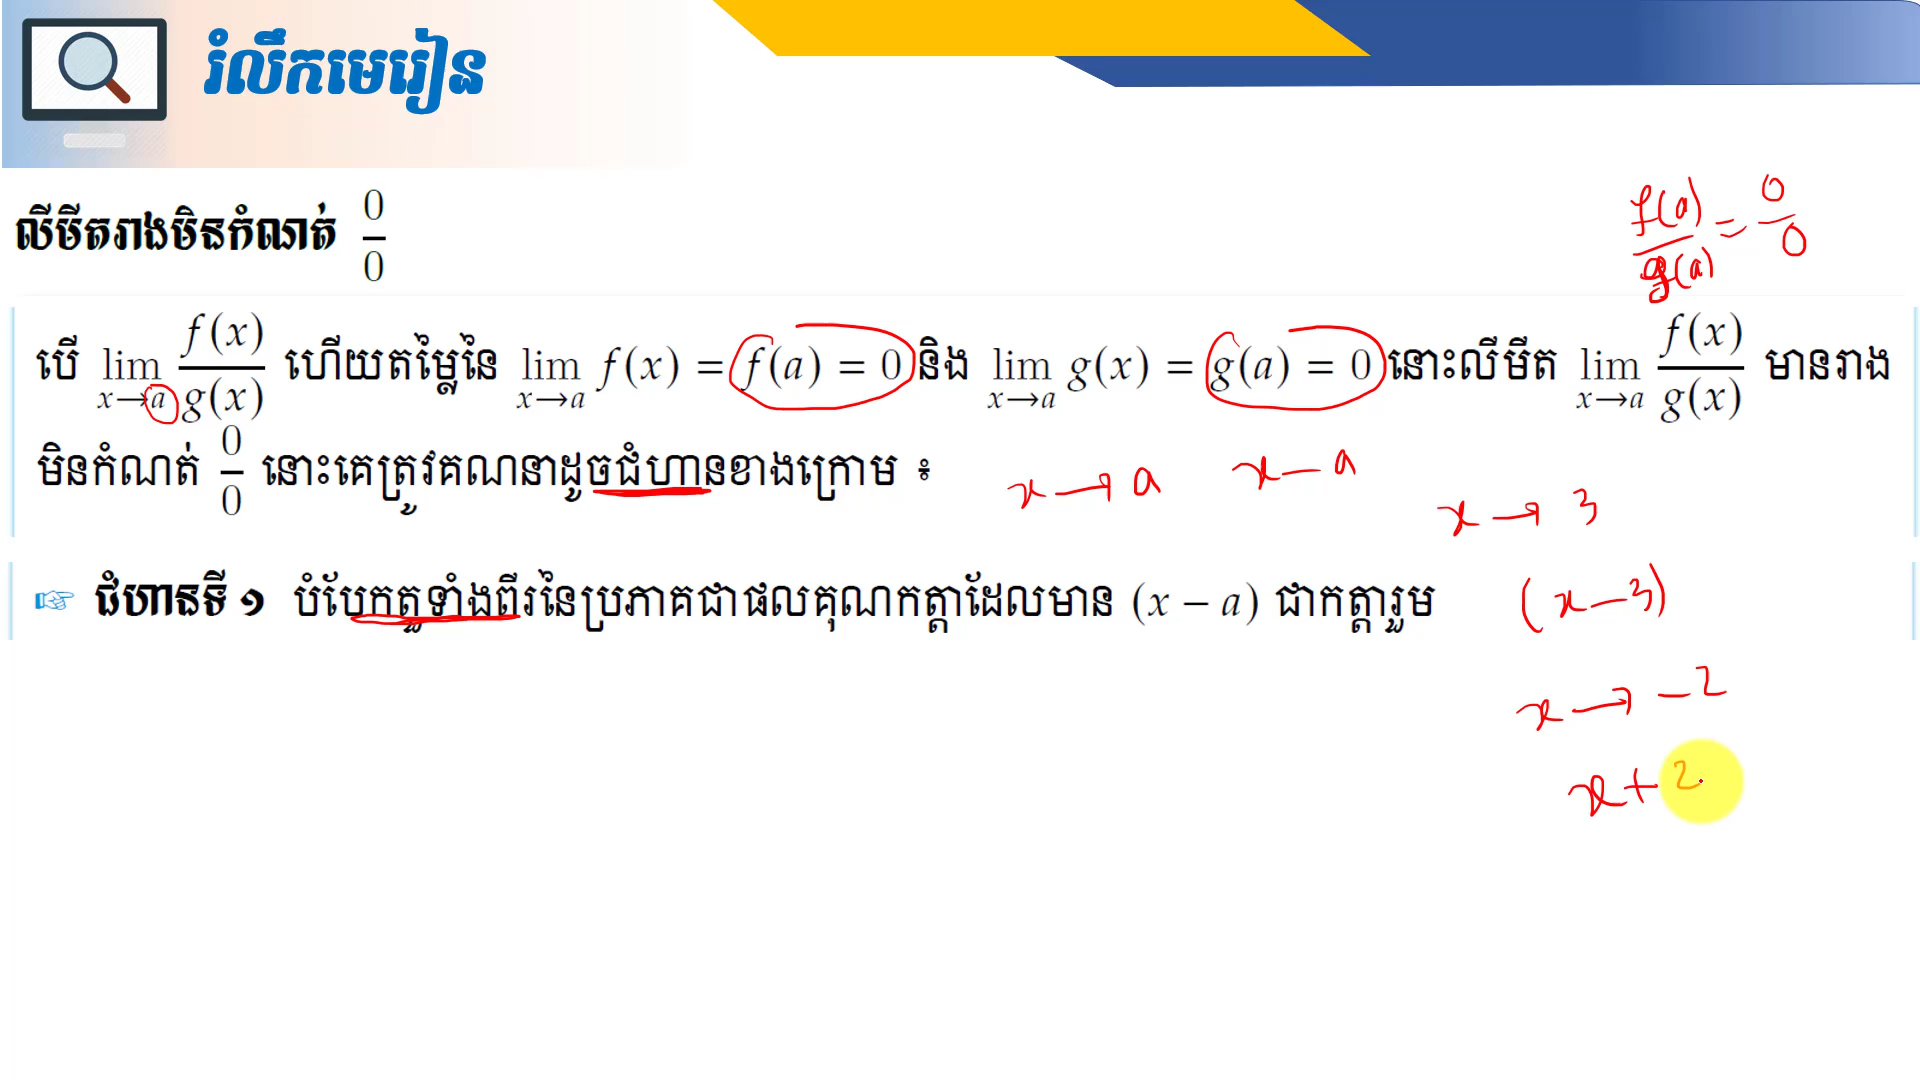 រំលឹកមេរៀន
លីមីតរាងមិនកំណត់ 0/0
f(a)/g(a) = 0/0
បើ lim x→a f(x)/g(x) ហើយតម្លៃនៃ lim x→a f(x) = f(a) = 0 និង lim x→a g(x) = g(a) = 0 នោះលីមីត lim x→a f(x)/g(x) មានរាង
មិនកំណត់ 0/0 នោះគេត្រូវគណនាដូចជំហានខាងក្រោម ៖
x → a x − a
x → 3
☞ ជំហានទី ១ បំបែកតួទាំងពីរនៃប្រភាគជាផលគុណកត្តាដែលមាន (x − a) ជាកត្តារួម
(x − 3)
x → −2
x + 2